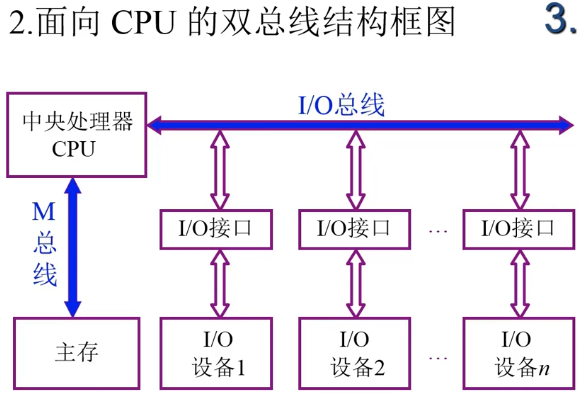 2.面向 CPU 的双总线结构框图
3.
中央处理器
CPU
I/O总线
M
总
线
I/O接口
I/O接口
…
I/O接口
主存
I/O
设备1
I/O
设备2
…
I/O
设备n